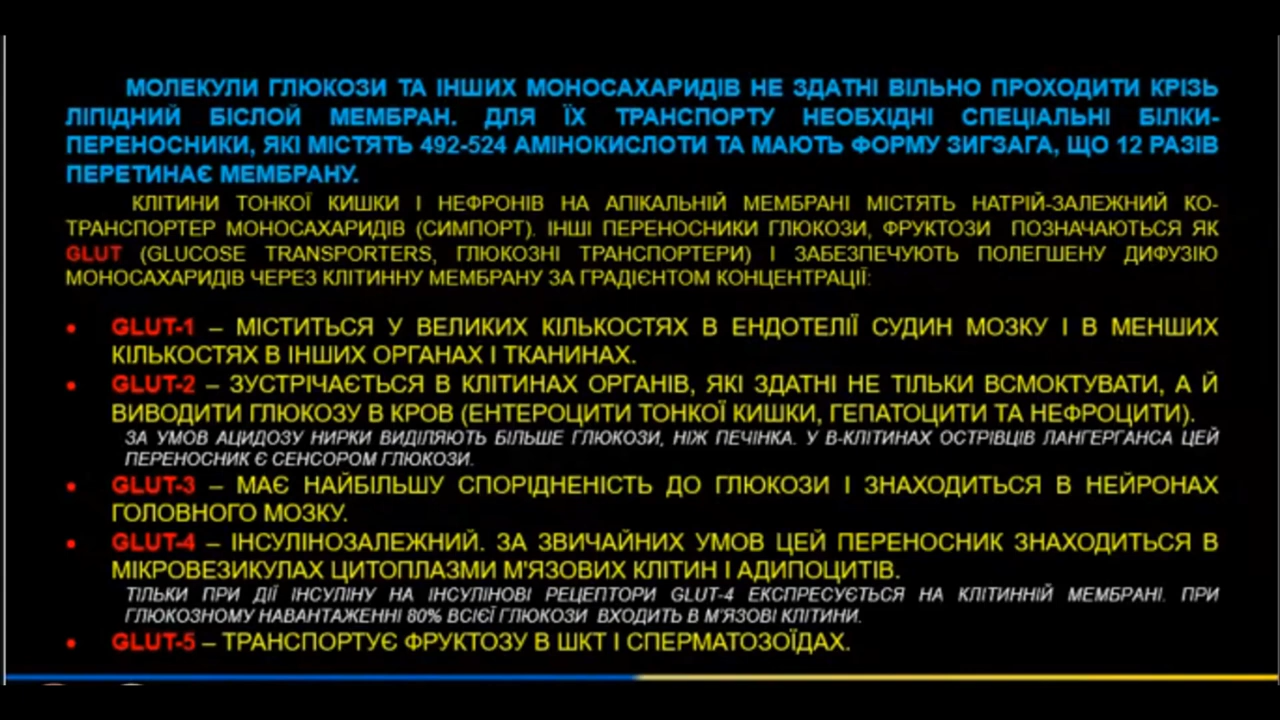 МОЛЕКУЛИ ГЛЮКОЗИ ТА ІНШИХ МОНОСАХАРИДІВ НЕ ЗДАТНІ ВІЛЬНО ПРОХОДИТИ КРІЗЬ
ЛІПІДНИЙ БІСЛОЙ МЕМБРАН. ДЛЯ ЇХ ТРАНСПОРТУ НЕОБХІДНІ СПЕЦІАЛЬНІ БІЛКИ-
ПЕРЕНОСНИКИ, ЯКІ МІСТЯТЬ 492-524 АМІНОКИСЛОТИ ТА МАЮТЬ ФОРМУ ЗИГЗАГА, ЩО 12 РАЗІВ
ПЕРЕТИНАЄ МЕМБРАНУ.
КЛІТИНИ ТОНКОЇ КИШКИ І НЕФРОНІВ НА АПІКАЛЬНІЙ МЕМБРАНІ МІСТЯТЬ НАТРІЙ-ЗАЛЕЖНИЙ КО-
ТРАНСПОРТЕР МОНОСАХАРИДІВ (СИМПОРТ). ІНШІ ПЕРЕНОСНИКИ ГЛЮКОЗИ, ФРУКТОЗИ ПОЗНАЧАЮТЬСЯ ЯК
GLUT (GLUCOSE TRANSPORTERS, ГЛЮКОЗНІ ТРАНСПОРТЕРИ) І ЗАБЕЗПЕЧУЮТЬ ПОЛЕГШЕНУ ДИФУЗІЮ
МОНОСАХАРИДІВ ЧЕРЕЗ КЛІТИННУ МЕМБРАНУ ЗА ГРАДІЄНТОМ КОНЦЕНТРАЦІЇ:
• GLUT-1 – МІСТИТЬСЯ У ВЕЛИКИХ КІЛЬКОСТЯХ В ЕНДОТЕЛІЇ СУДИН МОЗКУ І В МЕНШИХ
КІЛЬКОСТЯХ В ІНШИХ ОРГАНАХ І ТКАНИНАХ.
• GLUT-2 – ЗУСТРІЧАЄТЬСЯ В КЛІТИНАХ ОРГАНІВ, ЯКІ ЗДАТНІ НЕ ТІЛЬКИ ВСМОКТУВАТИ, А Й
ВИВОДИТИ ГЛЮКОЗУ В КРОВ (ЕНТЕРОЦИТИ ТОНКОЇ КИШКИ, ГЕПАТОЦИТИ ТА НЕФРОЦИТИ).
ЗА УМОВ АЦИДОЗУ НИРКИ ВИДІЛЯЮТЬ БІЛЬШЕ ГЛЮКОЗИ, НІЖ ПЕЧІНКА. У В-КЛІТИНАХ ОСТРІВЦІВ ЛАНГЕРГАНСА ЦЕЙ
ПЕРЕНОСНИК Є СЕНСОРОМ ГЛЮКОЗИ.
• GLUT-3 – МАЄ НАЙБІЛЬШУ СПОРІДНЕНІСТЬ ДО ГЛЮКОЗИ І ЗНАХОДИТЬСЯ В НЕЙРОНАХ
ГОЛОВНОГО МОЗКУ.
• GLUT-4 – ІНСУЛІНОЗАЛЕЖНИЙ. ЗА ЗВИЧАЙНИХ УМОВ ЦЕЙ ПЕРЕНОСНИК ЗНАХОДИТЬСЯ В
МІКРОВЕЗИКУЛАХ ЦИТОПЛАЗМИ М'ЯЗОВИХ КЛІТИН І АДИПОЦИТІВ.
ТІЛЬКИ ПРИ ДІЇ ІНСУЛІНУ НА ІНСУЛІНОВІ РЕЦЕПТОРИ GLUT-4 ЕКСПРЕСУЄТЬСЯ НА КЛІТИННІЙ МЕМБРАНІ. ПРИ
ГЛЮКОЗНОМУ НАВАНТАЖЕННІ 80% ВСІЄЇ ГЛЮКОЗИ ВХОДИТЬ В М'ЯЗОВІ КЛІТИНИ.
• GLUT-5 – ТРАНСПОРТУЄ ФРУКТОЗУ В ШКТ І СПЕРМАТОЗОЇДАХ.